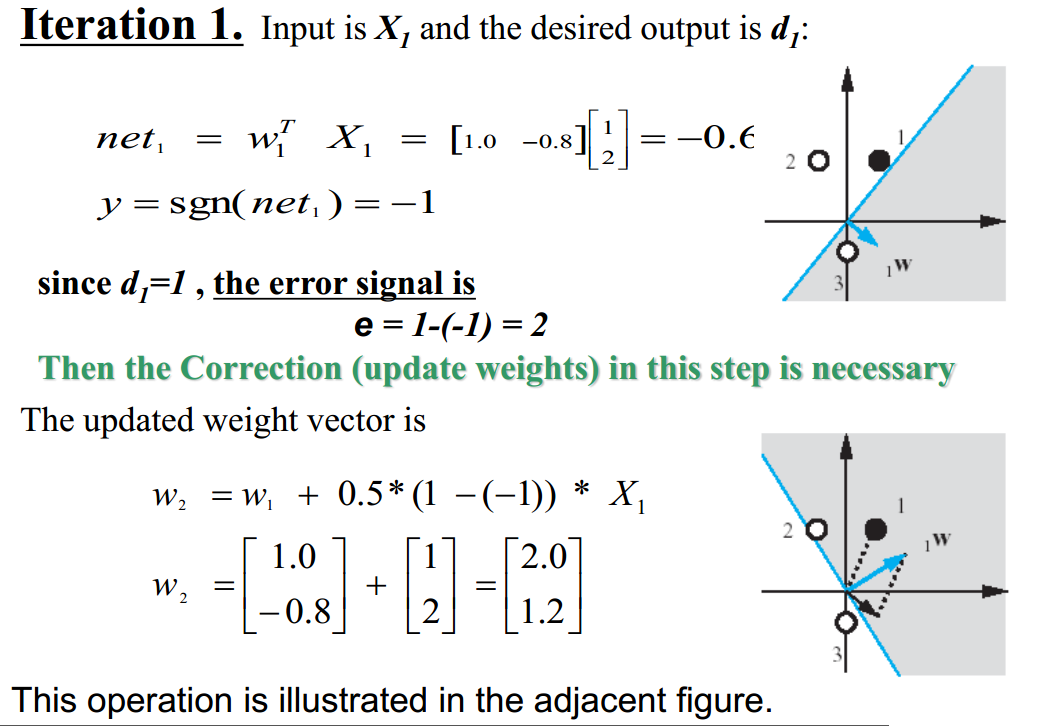 Iteration 1. Input is X₁ and the desired output is d₁:
net₁ = w₁ᵀ X₁ = [1.0 −0.8] [1 2] = −0.6
y = sgn(net₁) = −1
since d₁=1 , the error signal is
e = 1-(-1) = 2
Then the Correction (update weights) in this step is necessary
The updated weight vector is
w₂ = w₁ + 0.5* (1 −(−1)) * X₁
w₂ = [1.0 −0.8] + [1 2] = [2.0 1.2]
This operation is illustrated in the adjacent figure.
1
2
₁W
3
1
2
₁W
3